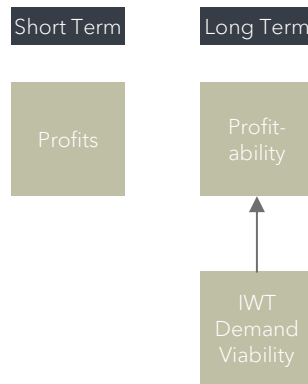 Short Term
Long Term
Profits
Profit-
ability
IWT
Demand
Viability